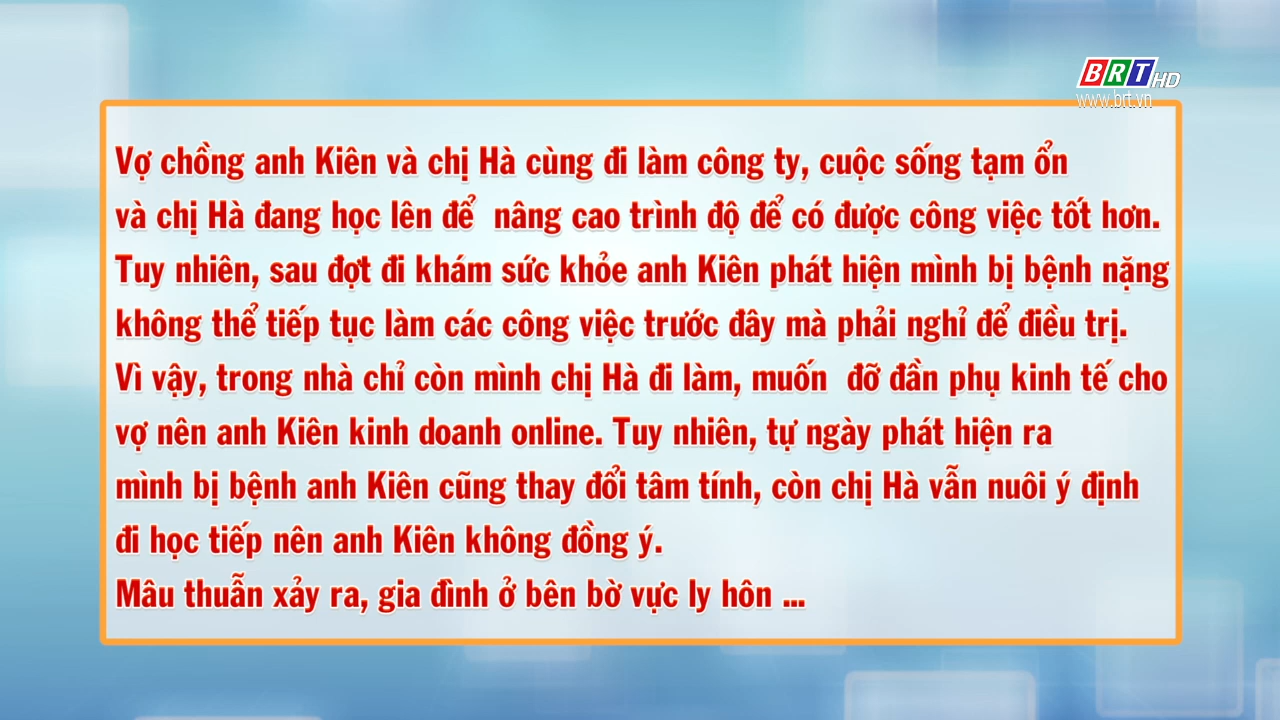 BRT HD
www.brt.vn
Vợ chồng anh Kiên và chị Hà cùng đi làm công ty, cuộc sống tạm ổn
và chị Hà đang học lên để nâng cao trình độ để có được công việc tốt hơn.
Tuy nhiên, sau đợt đi khám sức khỏe anh Kiên phát hiện mình bị bệnh nặng
không thể tiếp tục làm các công việc trước đây mà phải nghỉ để điều trị.
Vì vậy, trong nhà chỉ còn mình chị Hà đi làm, muốn đỡ đần phụ kinh tế cho
vợ nên anh Kiên kinh doanh online. Tuy nhiên, tự ngày phát hiện ra
mình bị bệnh anh Kiên cũng thay đổi tâm tính, còn chị Hà vẫn nuôi ý định
đi học tiếp nên anh Kiên không đồng ý.
Mâu thuẫn xảy ra, gia đình ở bên bờ vực ly hôn ...